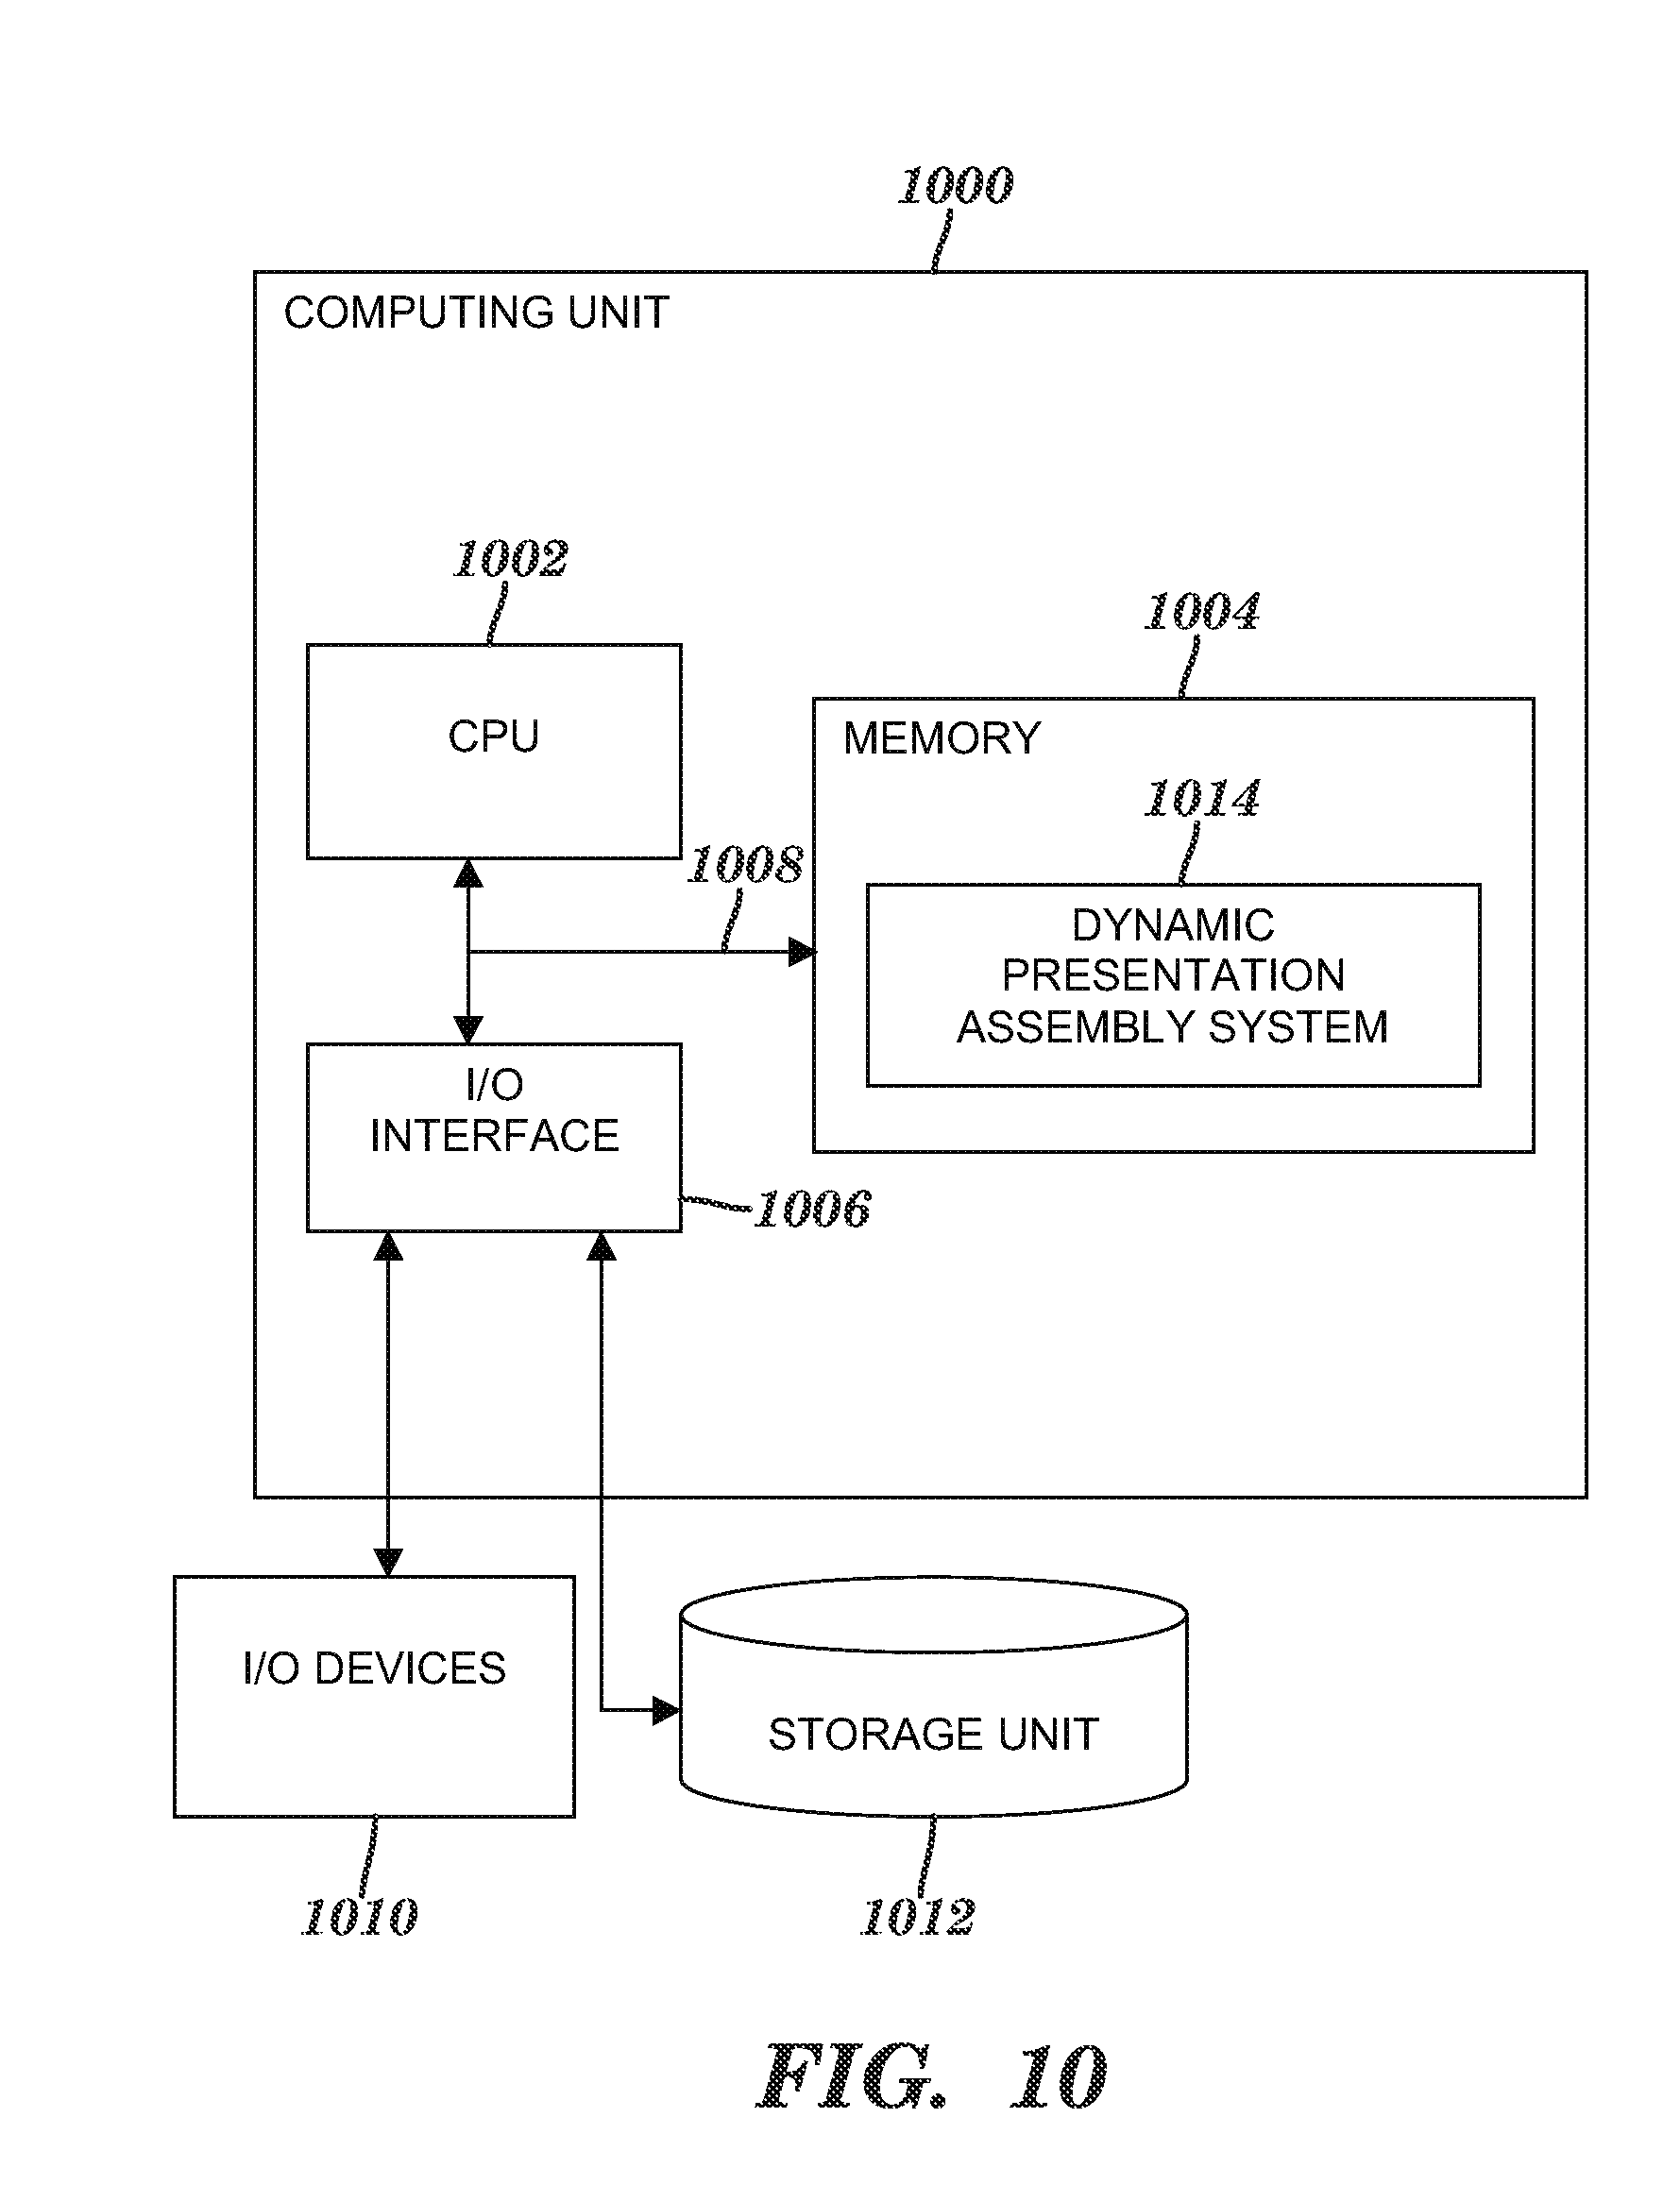 1000
COMPUTING UNIT
1002
CPU
1004
MEMORY
1014
DYNAMIC
PRESENTATION
ASSEMBLY SYSTEM
1008
I/O
INTERFACE
1006
I/O DEVICES
STORAGE UNIT
1010
1012
FIG. 10